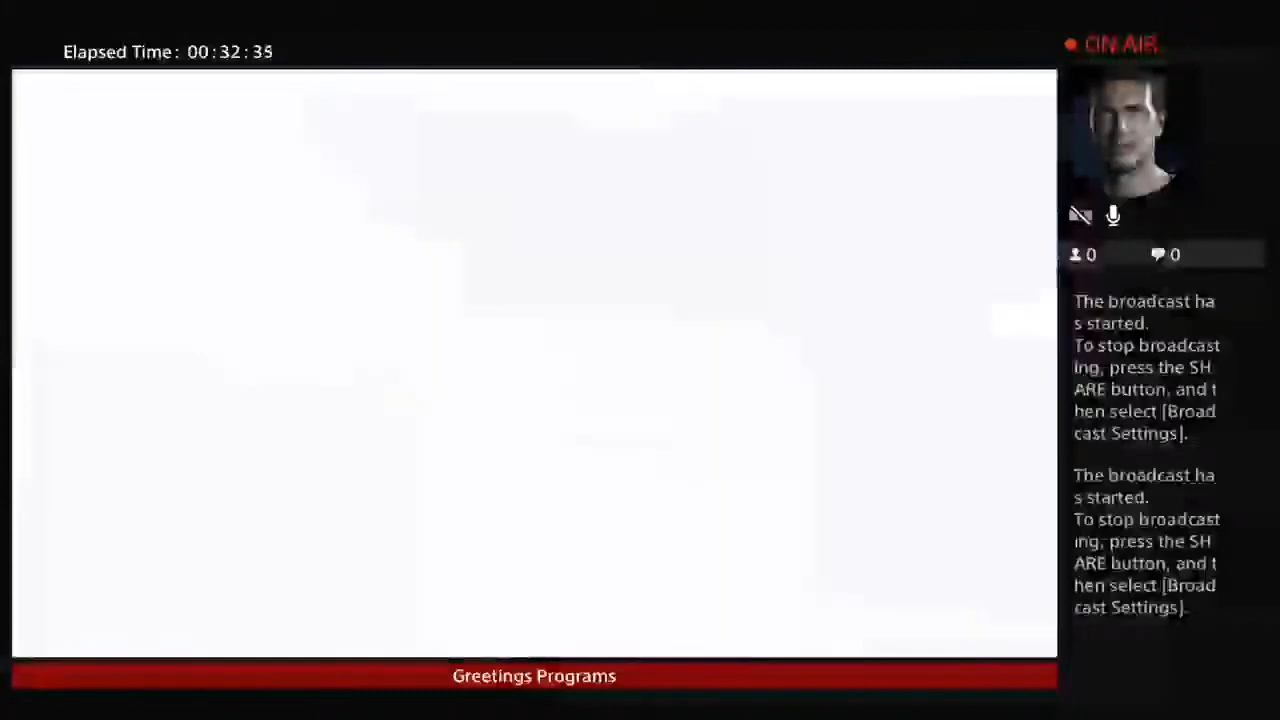 Elapsed Time: 00:32:35
ON AIR
0
0
The broadcast ha
s started.
To stop broadcast
ing, press the SH
ARE button, and t
hen select [Broad
cast Settings].
The broadcast ha
s started.
To stop broadcast
ing, press the SH
ARE button, and t
hen select [Broad
cast Settings].
Greetings Programs